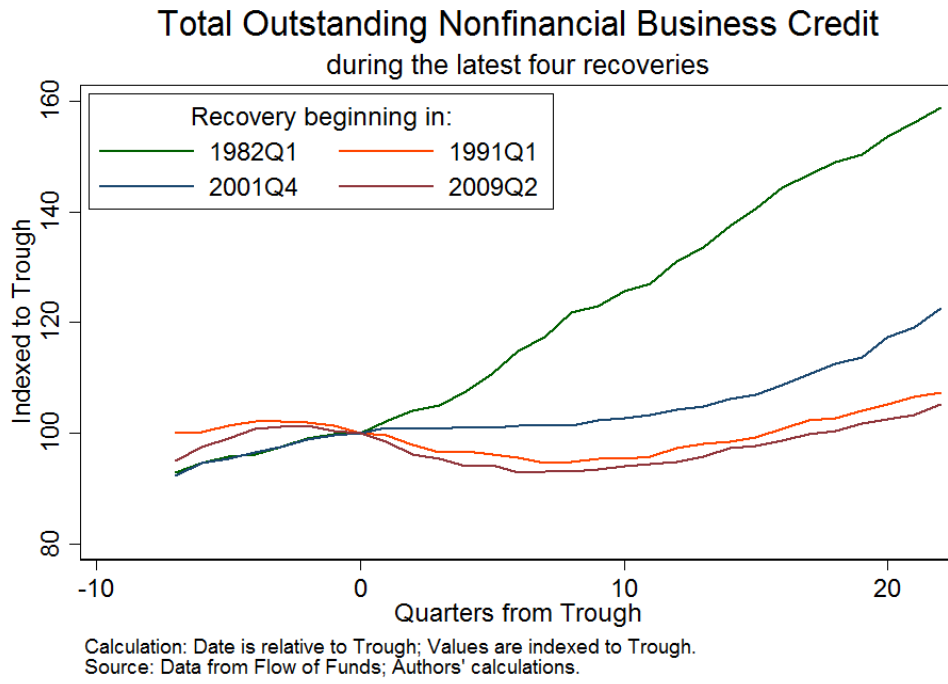 Total Outstanding Nonfinancial Business Credit
during the latest four recoveries
Recovery beginning in:
1982Q1 1991Q1
2001Q4 2009Q2
Indexed to Trough
160
140
120
100
80
-10 0 10 20
Quarters from Trough
Calculation: Date is relative to Trough; Values are indexed to Trough.
Source: Data from Flow of Funds; Authors' calculations.